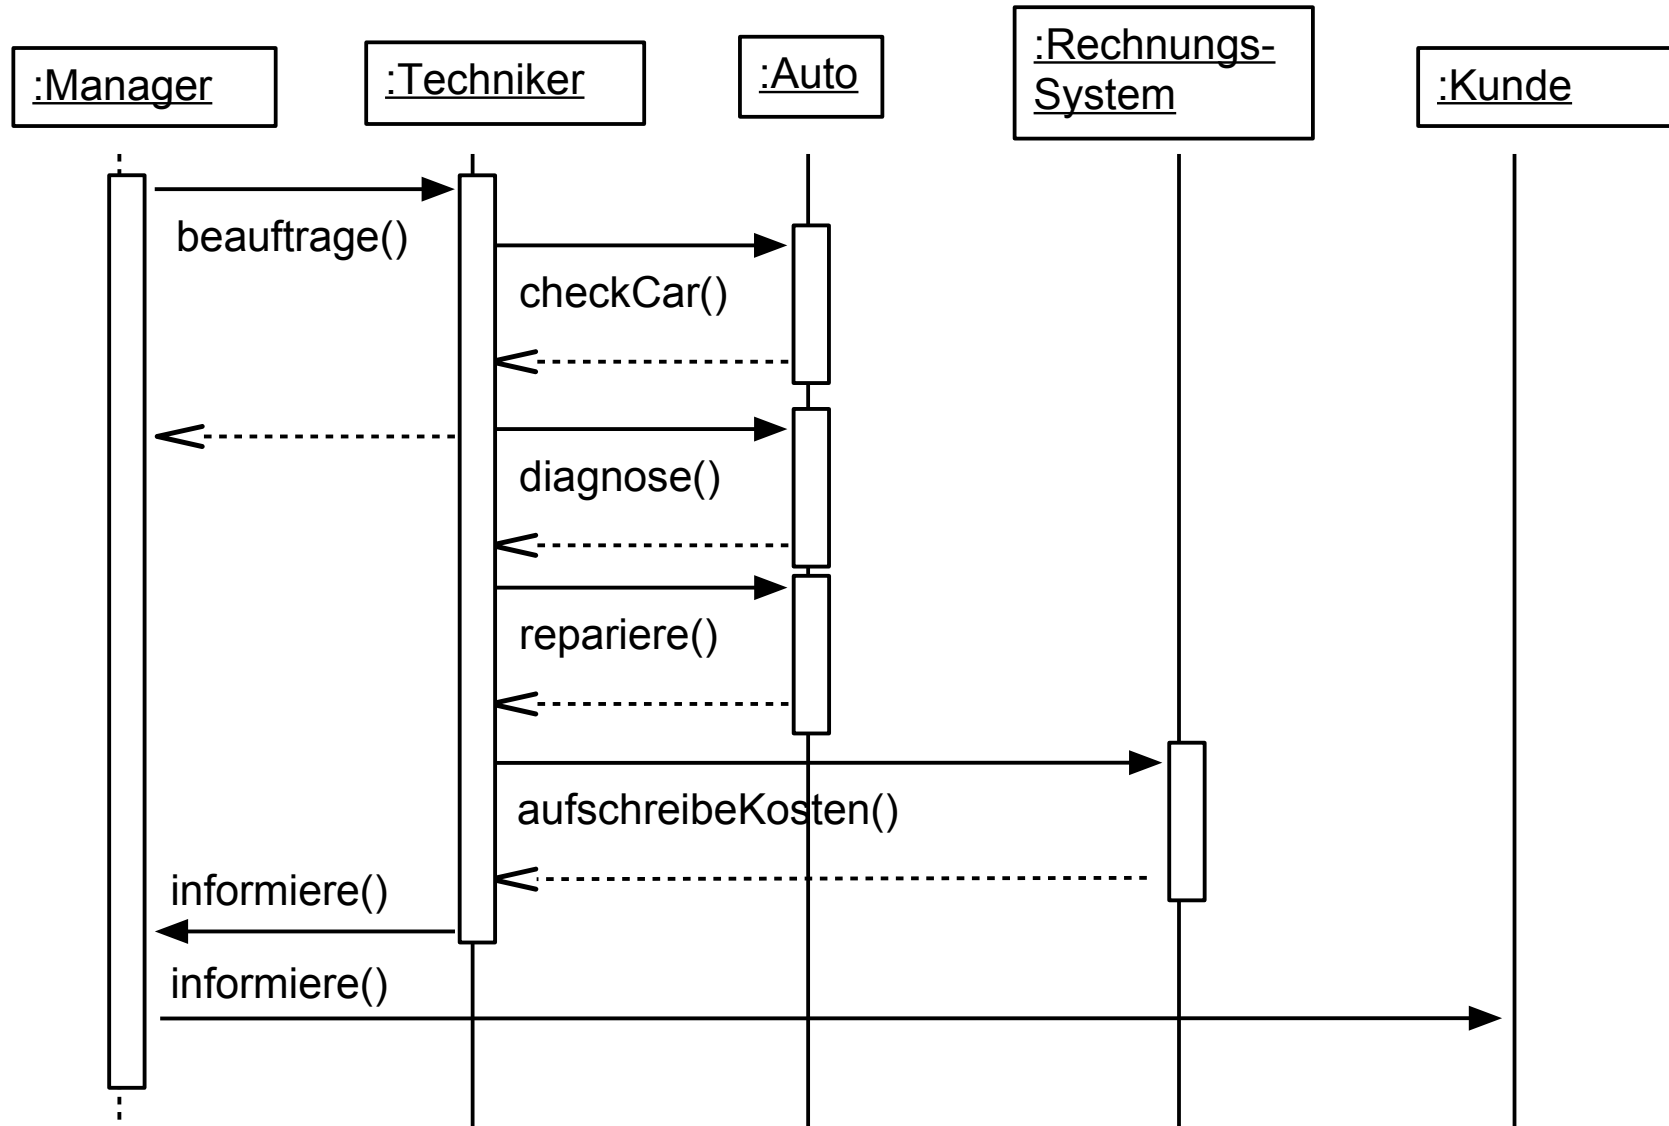 :Manager
:Techniker
:Auto
:Rechnungs-
System
:Kunde
beauftrage()
checkCar()
diagnose()
repariere()
aufschreibeKosten()
informiere()
informiere()